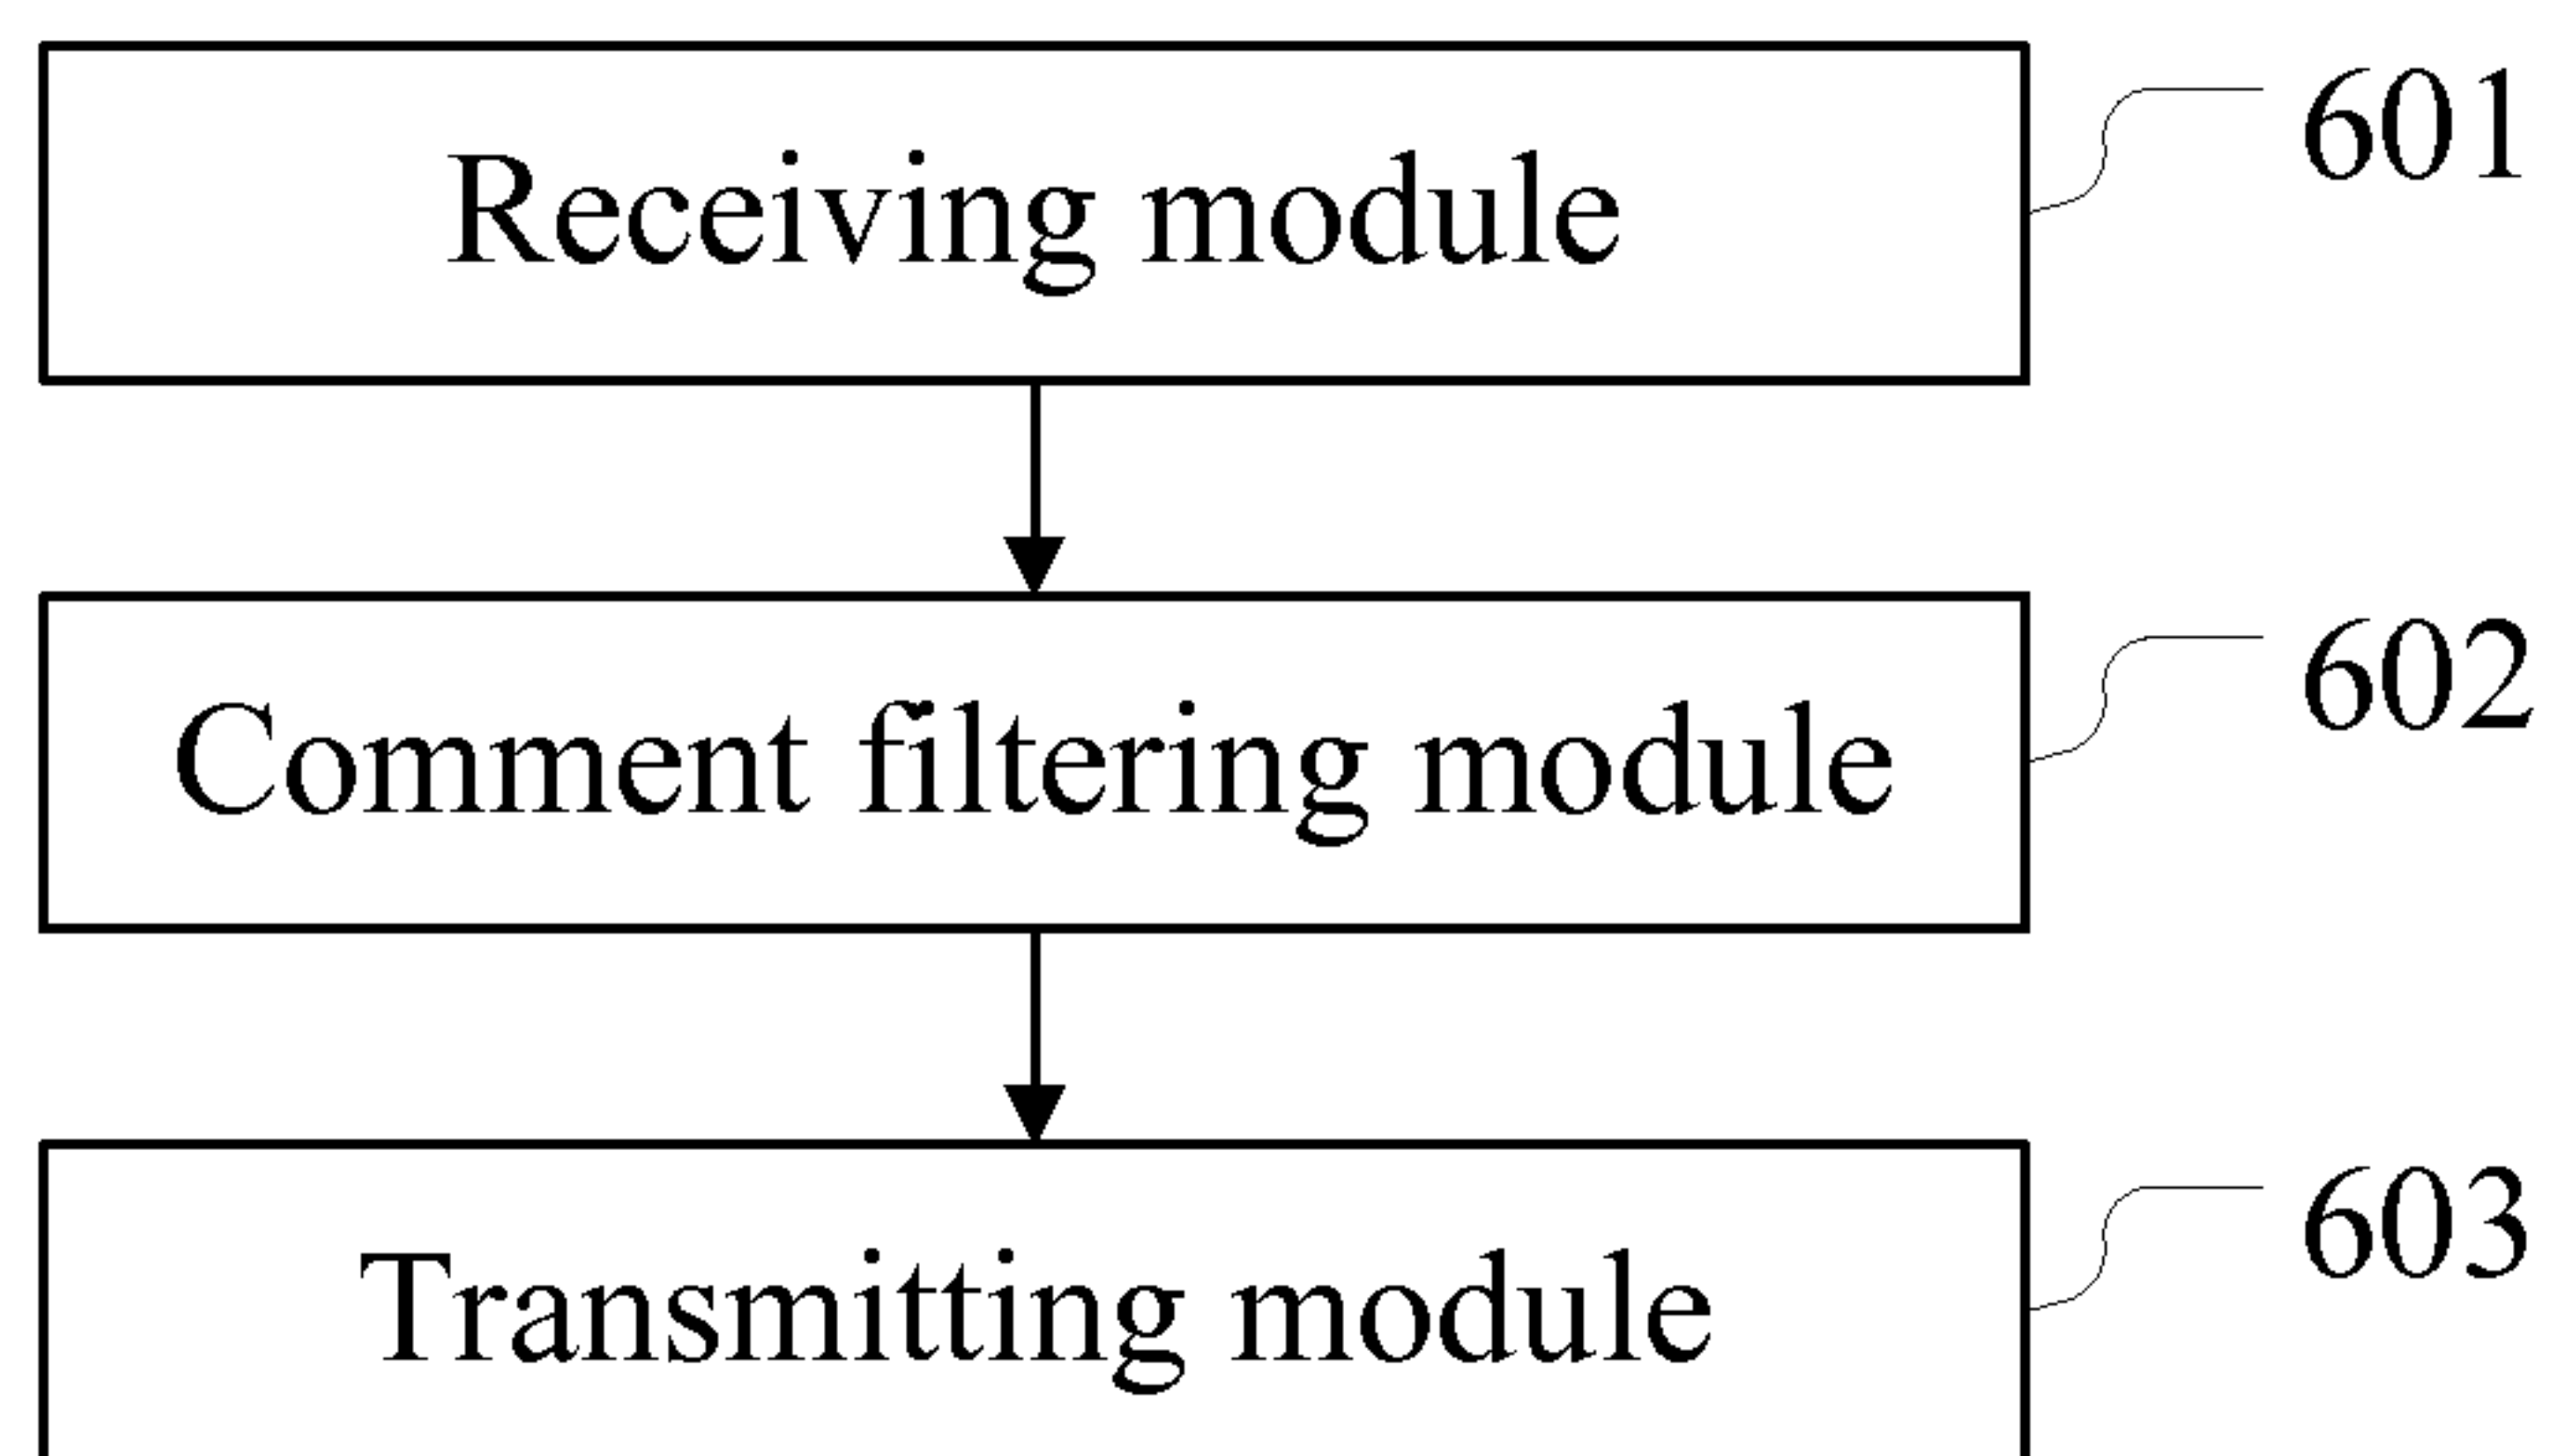 Receiving module
601
Comment filtering module
602
Transmitting module
603